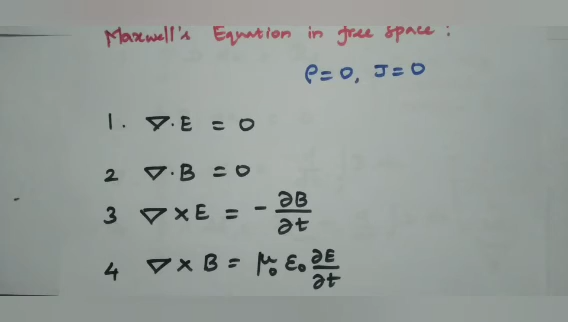 Maxwell's Equation in free space :
ρ=0, J=0
1. ∇·E = 0
2 ∇·B = 0
3 ∇×E = - ∂B/∂t
4 ∇×B = μ₀ ε₀ ∂E/∂t